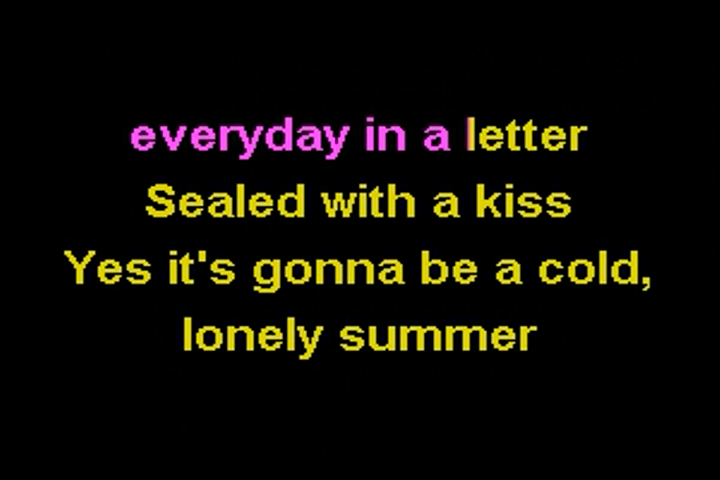 everyday in a letter
Sealed with a kiss
Yes it's gonna be a cold,
lonely summer